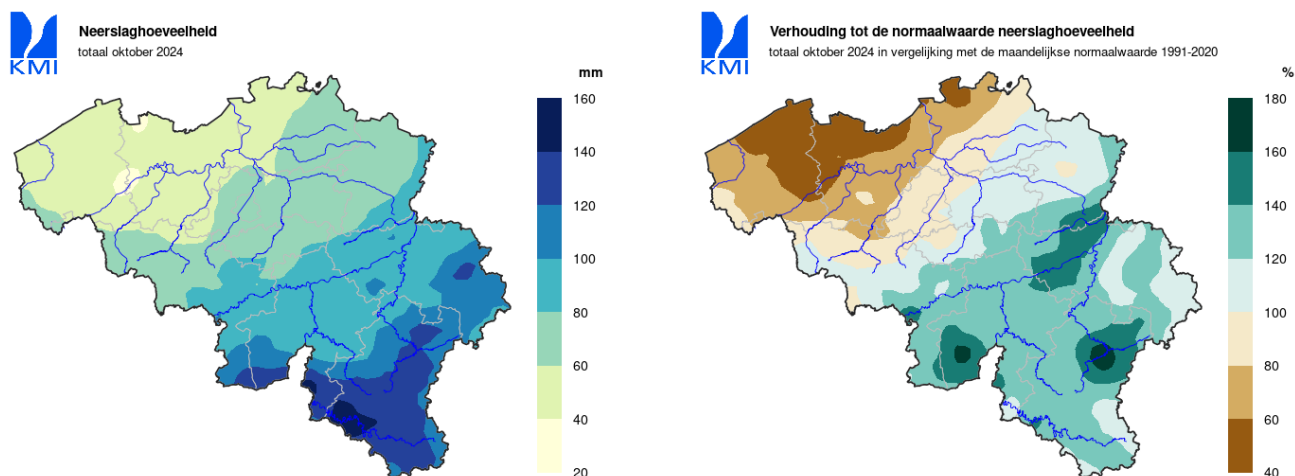 KMI
Neerslaghoeveelheid
totaal oktober 2024
mm
160
140
120
100
80
60
40
20
KMI
Verhouding tot de normaalwaarde neerslaghoeveelheid
totaal oktober 2024 in vergelijking met de maandelijkse normaalwaarde 1991-2020
%
180
160
140
120
100
80
60
40